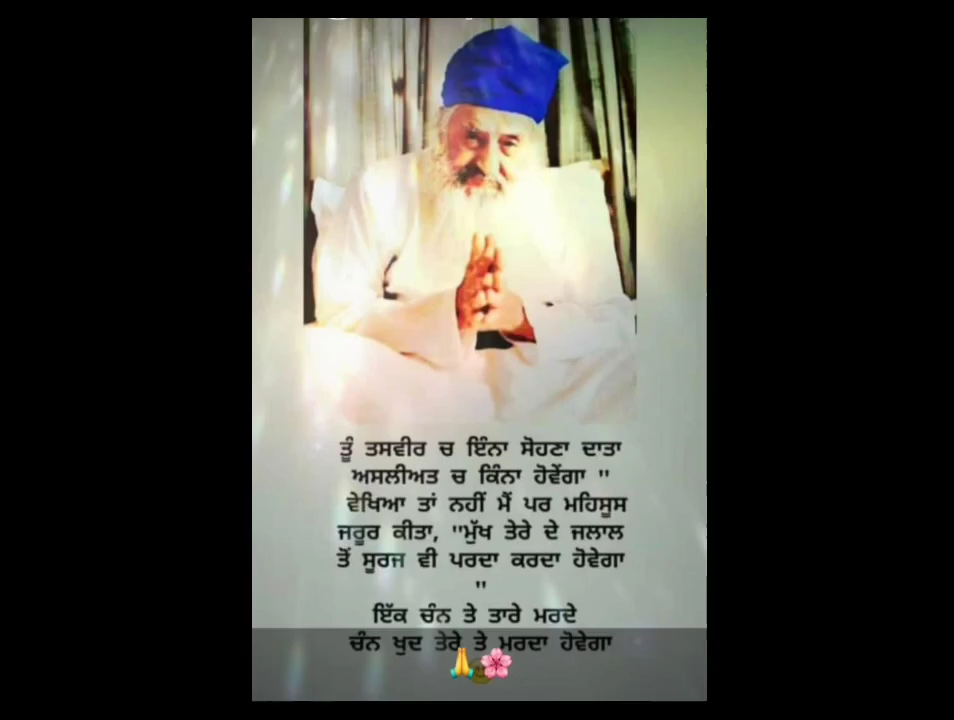 ਤੂੰ ਤਸਵੀਰ ਚ ਇੰਨਾ ਸੋਹਣਾ ਦਾਤਾ
ਅਸਲੀਅਤ ਚ ਕਿੰਨਾ ਹੋਵੇਂਗਾ "
ਵੇਖਿਆ ਤਾਂ ਨਹੀਂ ਮੈਂ ਪਰ ਮਹਿਸੂਸ
ਜਰੂਰ ਕੀਤਾ, "ਮੁੱਖ ਤੇਰੇ ਦੇ ਜਲਾਲ
ਤੋਂ ਸੂਰਜ ਵੀ ਪਰਦਾ ਕਰਦਾ ਹੋਵੇਗਾ
"
ਇੱਕ ਚੰਨ ਤੇ ਤਾਰੇ ਮਰਦੇ
ਚੰਨ ਖੁਦ ਤੇਰੇ ਤੇ ਮਰਦਾ ਹੋਵੇਗਾ
🙏🌸